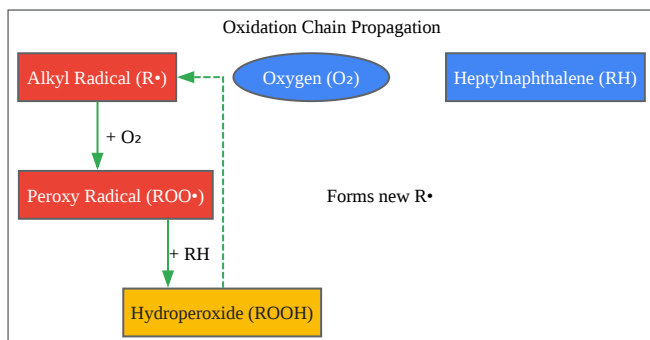 Oxidation Chain Propagation
Alkyl Radical (R•)
Oxygen (O₂)
Heptylnaphthalene (RH)
+ O₂
Peroxy Radical (ROO•)
Forms new R•
+ RH
Hydroperoxide (ROOH)